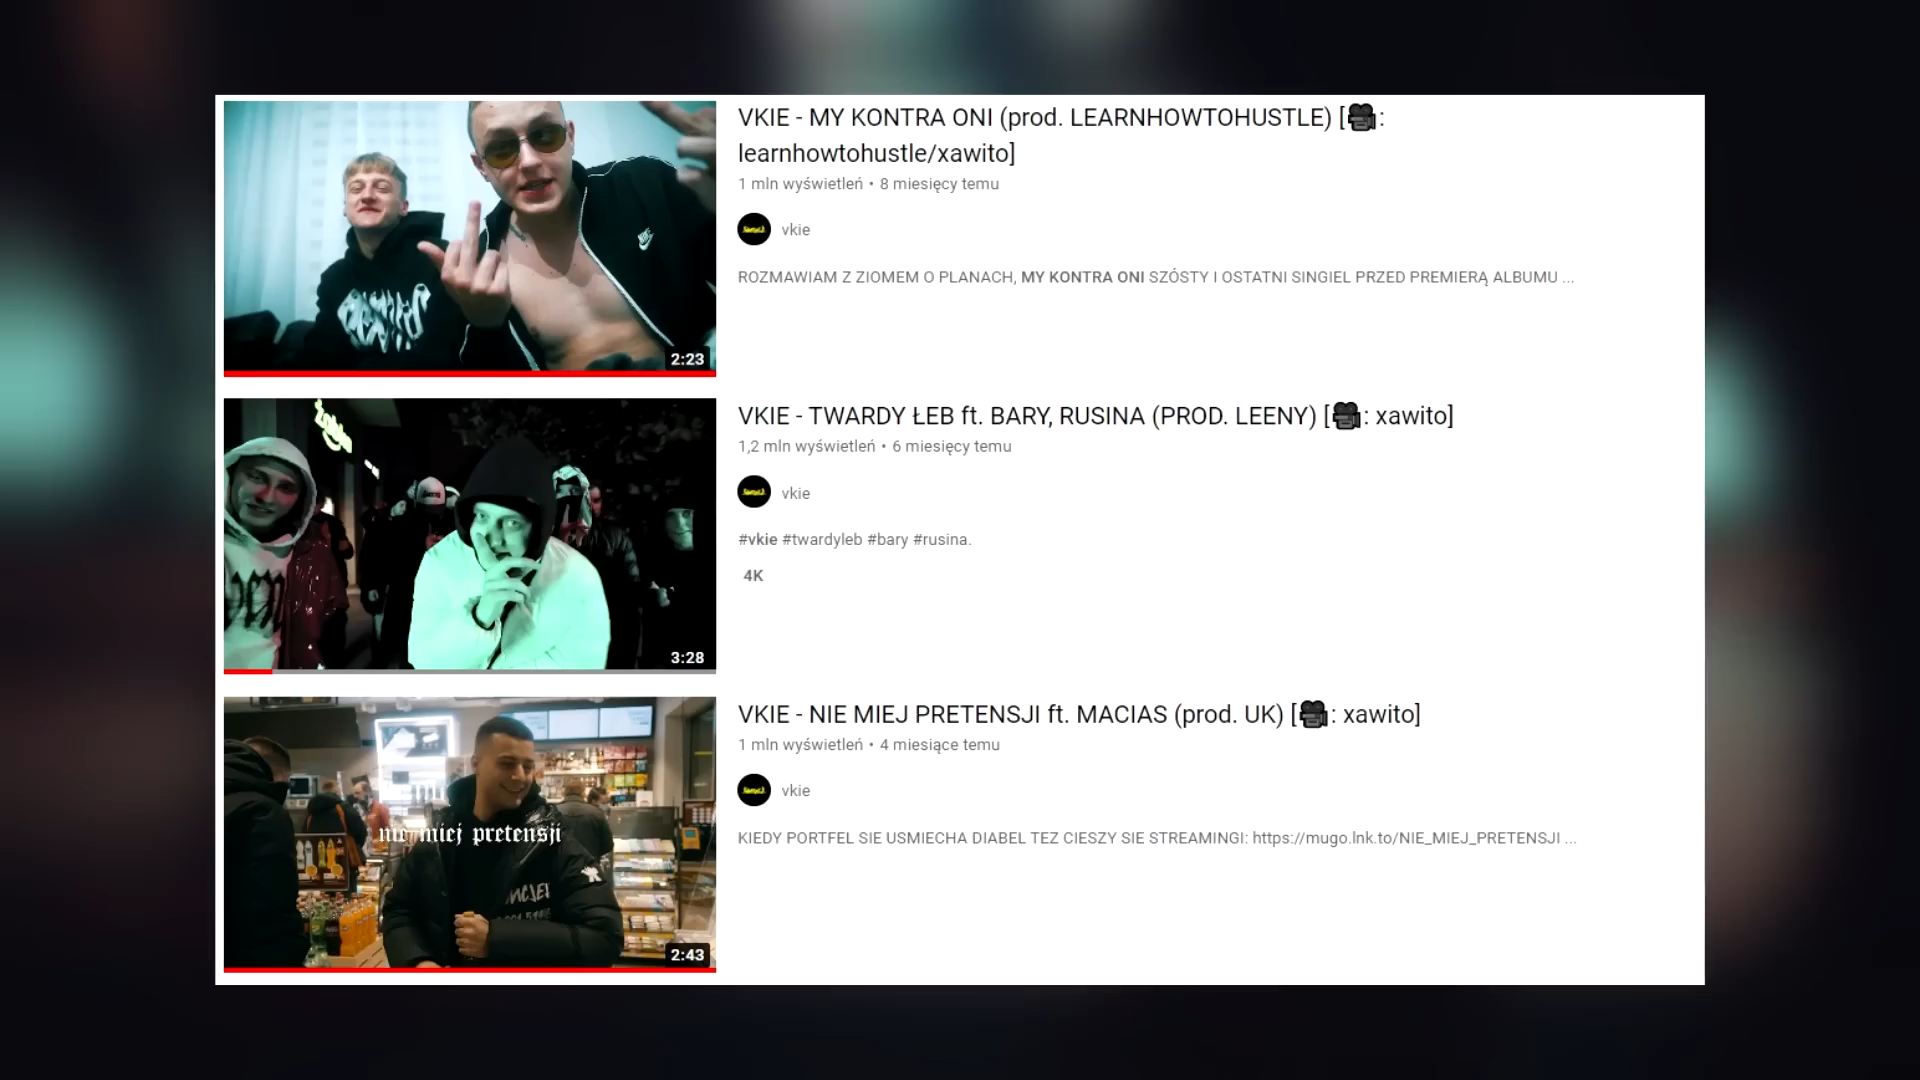 VKIE - MY KONTRA ONI (prod. LEARNHOWTOHUSTLE) [🎥:
learnhowtohustle/xawito]
1 mln wyświetleń • 8 miesięcy temu
vkie
ROZMAWIAM Z ZIOMEM O PLANACH, MY KONTRA ONI SZÓSTY I OSTATNI SINGIEL PRZED PREMIERĄ ALBUMU ...
2:23
VKIE - TWARDY ŁEB ft. BARY, RUSINA (PROD. LEENY) [🎥: xawito]
1,2 mln wyświetleń • 6 miesięcy temu
vkie
#vkie #twardyleb #bary #rusina.
4K
3:28
VKIE - NIE MIEJ PRETENSJI ft. MACIAS (prod. UK) [🎥: xawito]
1 mln wyświetleń • 4 miesiące temu
vkie
nie miej pretensji
KIEDY PORTFEL SIE USMIECHA DIABEL TEZ CIESZY SIE STREAMINGI: https://mugo.lnk.to/NIE_MIEJ_PRETENSJI ...
2:43